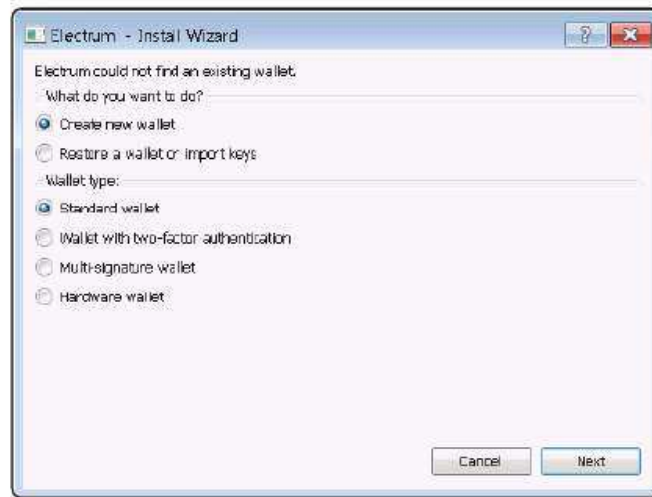 Electrum - Install Wizard
Electrum could not find an existing wallet.
What do you want to do?
Create new wallet
Restore a wallet or import keys
Wallet type:
Standard wallet
Wallet with two-factor authentication
Multi-signature wallet
Hardware wallet
Cancel Next